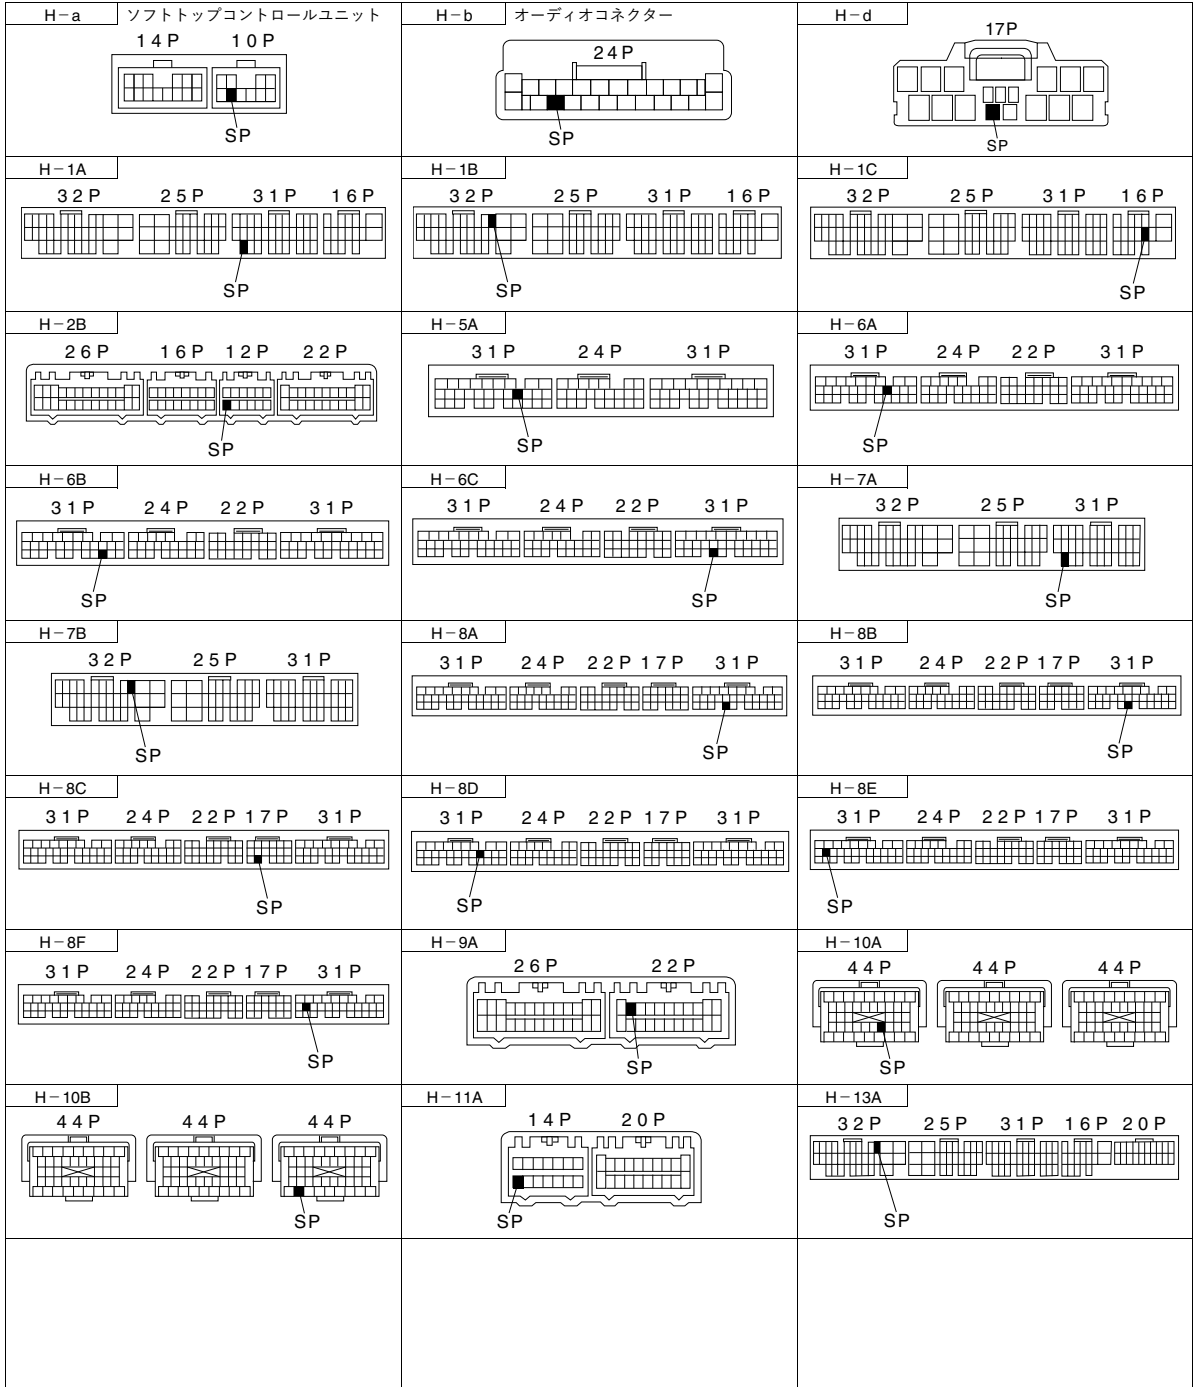 H-a ソフトトップコントロールユニット
14P 10P
SP
H-b オーディオコネクター
24P
SP
H-d
17P
SP
H-1A
32P 25P 31P 16P
SP
H-1B
32P 25P 31P 16P
SP
H-1C
32P 25P 31P 16P
SP
H-2B
26P 16P 12P 22P
SP
H-5A
31P 24P 31P
SP
H-6A
31P 24P 22P 31P
SP
H-6B
31P 24P 22P 31P
SP
H-6C
31P 24P 22P 31P
SP
H-7A
32P 25P 31P
SP
H-7B
32P 25P 31P
SP
H-8A
31P 24P 22P 17P 31P
SP
H-8B
31P 24P 22P 17P 31P
SP
H-8C
31P 24P 22P 17P 31P
SP
H-8D
31P 24P 22P 17P 31P
SP
H-8E
31P 24P 22P 17P 31P
SP
H-8F
31P 24P 22P 17P 31P
SP
H-9A
26P 22P
SP
H-10A
44P 44P 44P
SP
H-10B
44P 44P 44P
SP
H-11A
14P 20P
SP
H-13A
32P 25P 31P 16P 20P
SP